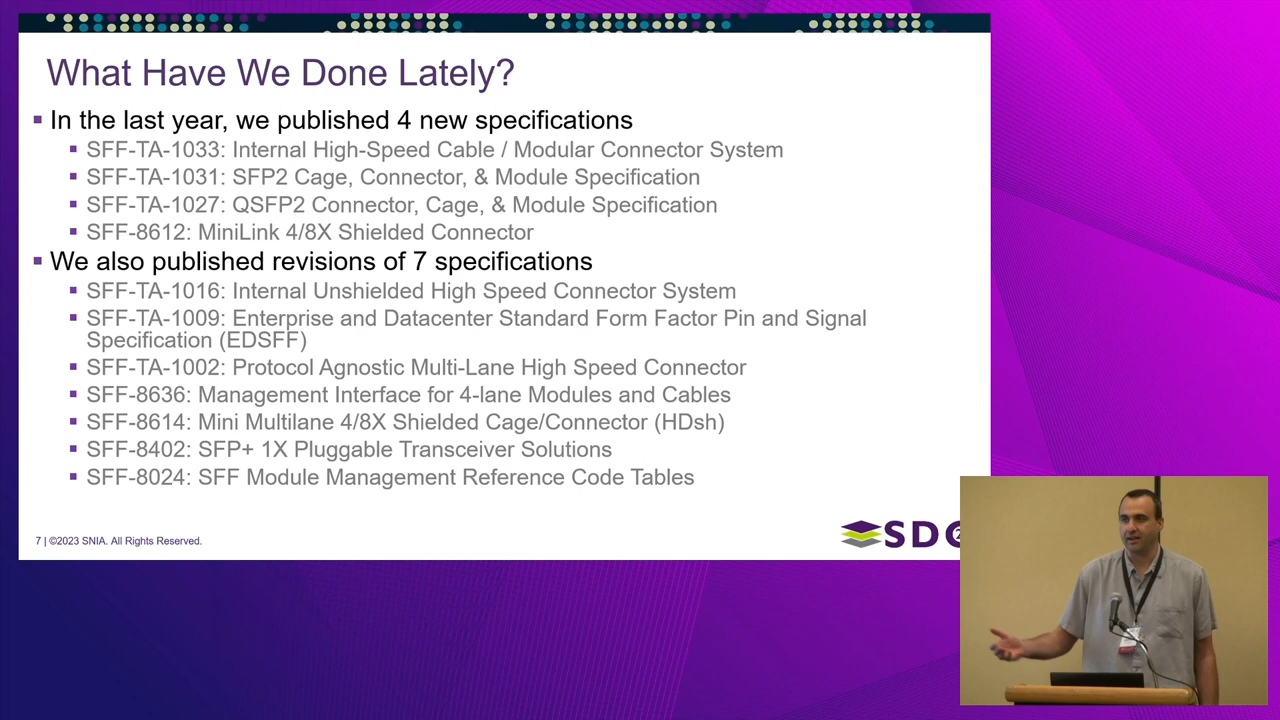 What Have We Done Lately?
▪ In the last year, we published 4 new specifications
▪ SFF-TA-1033: Internal High-Speed Cable / Modular Connector System
▪ SFF-TA-1031: SFP2 Cage, Connector, & Module Specification
▪ SFF-TA-1027: QSFP2 Connector, Cage, & Module Specification
▪ SFF-8612: MiniLink 4/8X Shielded Connector
▪ We also published revisions of 7 specifications
▪ SFF-TA-1016: Internal Unshielded High Speed Connector System
▪ SFF-TA-1009: Enterprise and Datacenter Standard Form Factor Pin and Signal
Specification (EDSFF)
▪ SFF-TA-1002: Protocol Agnostic Multi-Lane High Speed Connector
▪ SFF-8636: Management Interface for 4-lane Modules and Cables
▪ SFF-8614: Mini Multilane 4/8X Shielded Cage/Connector (HDsh)
▪ SFF-8402: SFP+ 1X Pluggable Transceiver Solutions
▪ SFF-8024: SFF Module Management Reference Code Tables
7 | ©2023 SNIA. All Rights Reserved.
SDC